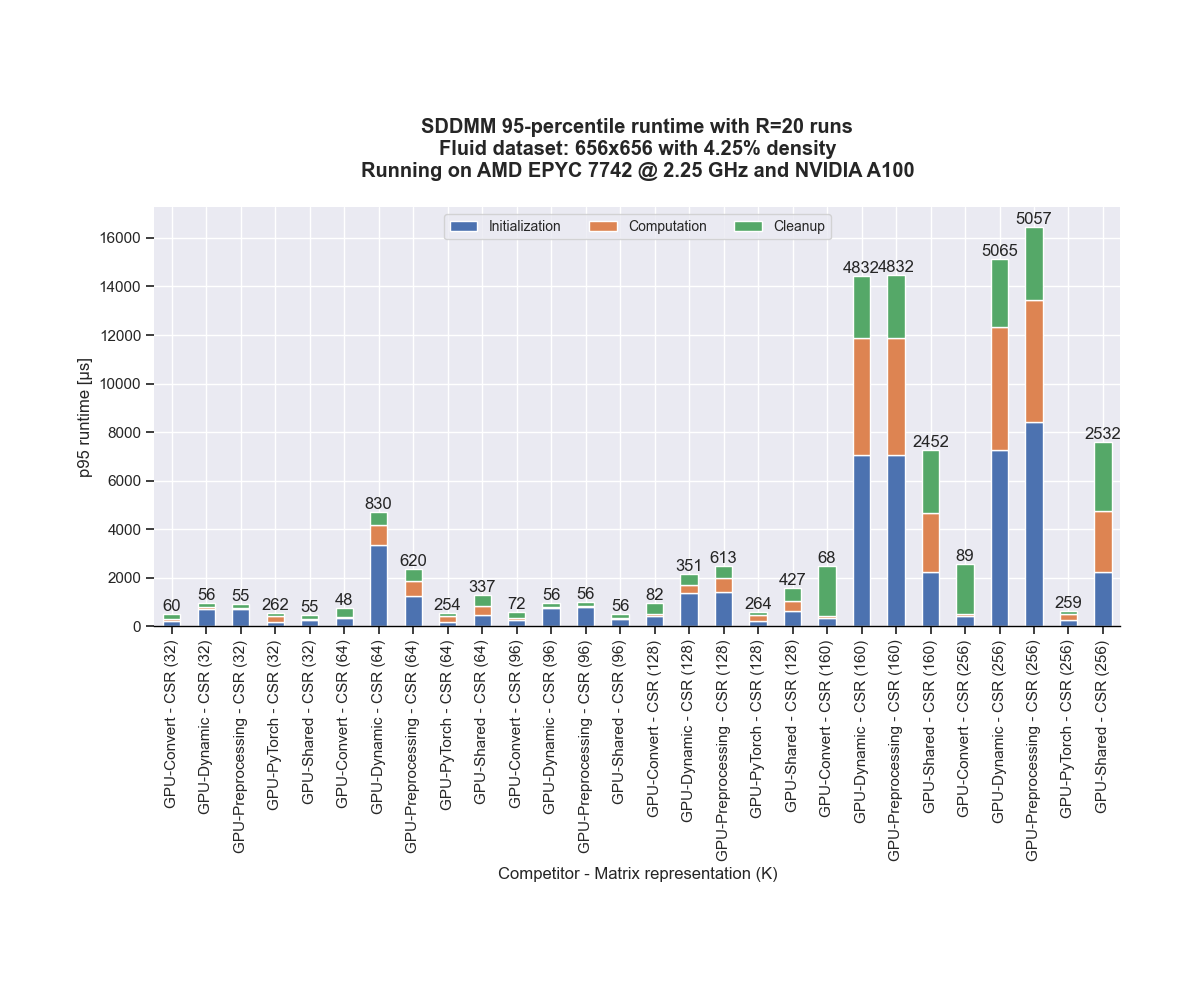 SDDMM 95-percentile runtime with R=20 runs
Fluid dataset: 656x656 with 4.25% density
Running on AMD EPYC 7742 @ 2.25 GHz and NVIDIA A100
Initialization
Computation
Cleanup
p95 runtime [µs]
16000
14000
12000
10000
8000
6000
4000
2000
0
60
56
55
262
55
48
830
620
254
337
72
56
56
56
82
351
613
264
427
68
4832
4832
2452
89
5065
5057
259
2532
GPU-Convert - CSR (32)
GPU-Dynamic - CSR (32)
GPU-Preprocessing - CSR (32)
GPU-PyTorch - CSR (32)
GPU-Shared - CSR (32)
GPU-Convert - CSR (64)
GPU-Dynamic - CSR (64)
GPU-Preprocessing - CSR (64)
GPU-PyTorch - CSR (64)
GPU-Shared - CSR (64)
GPU-Convert - CSR (96)
GPU-Dynamic - CSR (96)
GPU-Preprocessing - CSR (96)
GPU-Shared - CSR (96)
GPU-Convert - CSR (128)
GPU-Dynamic - CSR (128)
GPU-Preprocessing - CSR (128)
GPU-PyTorch - CSR (128)
GPU-Shared - CSR (128)
GPU-Convert - CSR (160)
GPU-Dynamic - CSR (160)
GPU-Preprocessing - CSR (160)
GPU-Shared - CSR (160)
GPU-Convert - CSR (256)
GPU-Dynamic - CSR (256)
GPU-Preprocessing - CSR (256)
GPU-PyTorch - CSR (256)
GPU-Shared - CSR (256)
Competitor - Matrix representation (K)